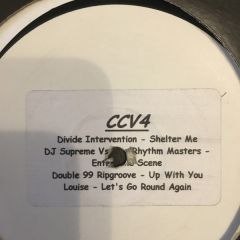 CCV4
Divide Intervention - Shelter Me
DJ Supreme Vs Rhythm Masters -
Scene
Double 99 Ripgroove - Up With You
Louise - Let's Go Round Again